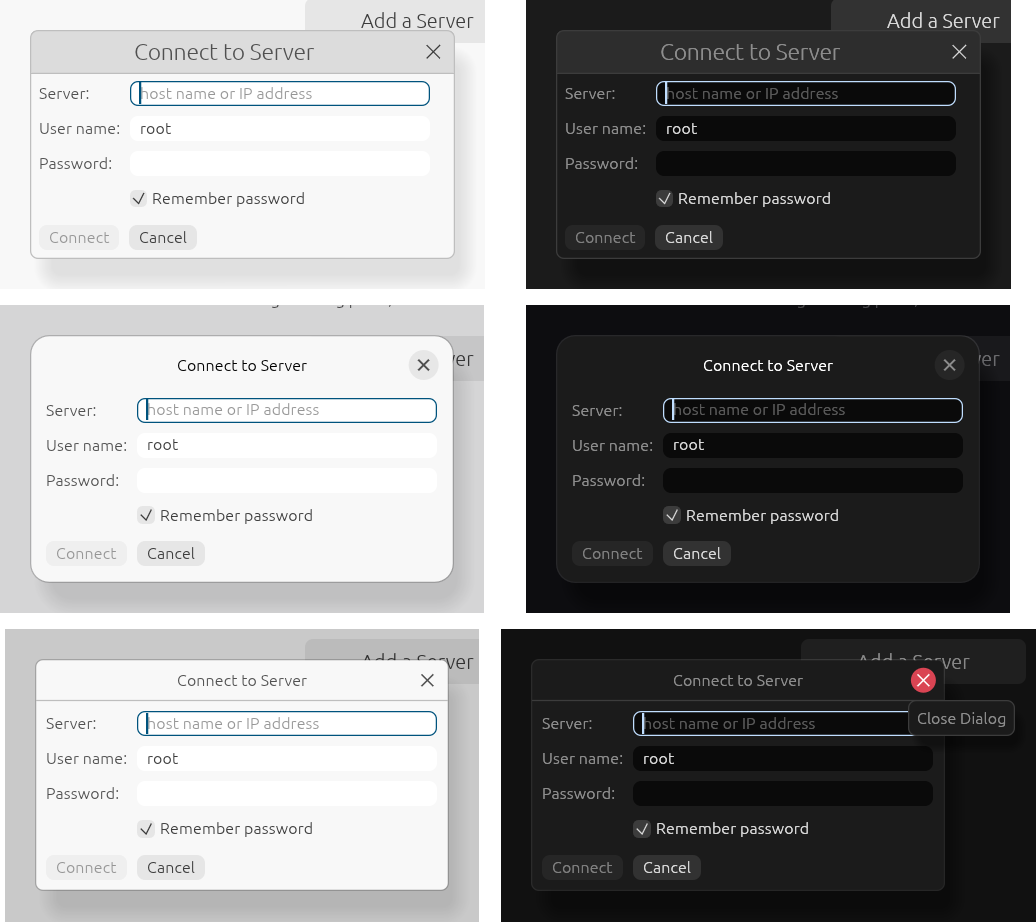 Add a Server
Connect to Server
Server: host name or IP address
User name: root
Password:
Remember password
Connect Cancel
Add a Server
Connect to Server
Server: host name or IP address
User name: root
Password:
Remember password
Connect Cancel
Connect to Server
Server: host name or IP address
User name: root
Password:
Remember password
Connect Cancel
Connect to Server
Server: host name or IP address
User name: root
Password:
Remember password
Connect Cancel
Add a Server
Connect to Server
Server: host name or IP address
User name: root
Password:
Remember password
Connect Cancel
Add a Server
Connect to Server
Server: host name or IP address
Close Dialog
User name: root
Password:
Remember password
Connect Cancel